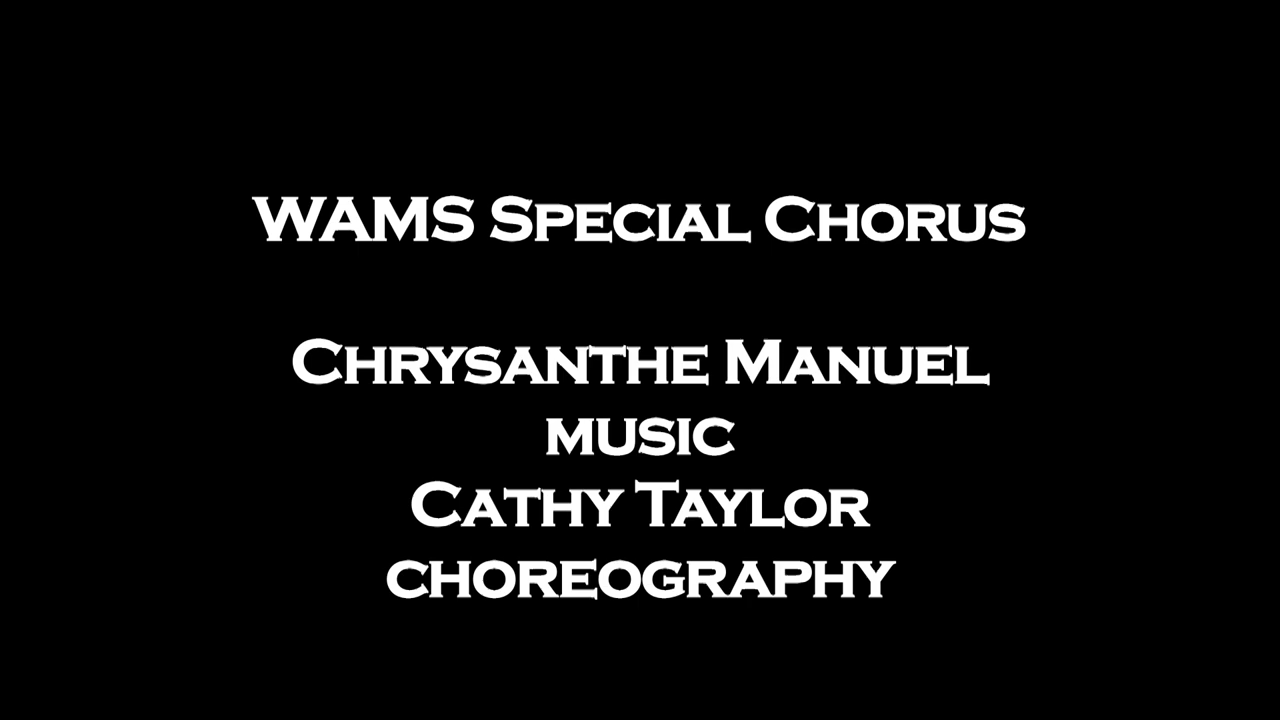 WAMS Special Chorus
Chrysanthe Manuel
music
Cathy Taylor
choreography